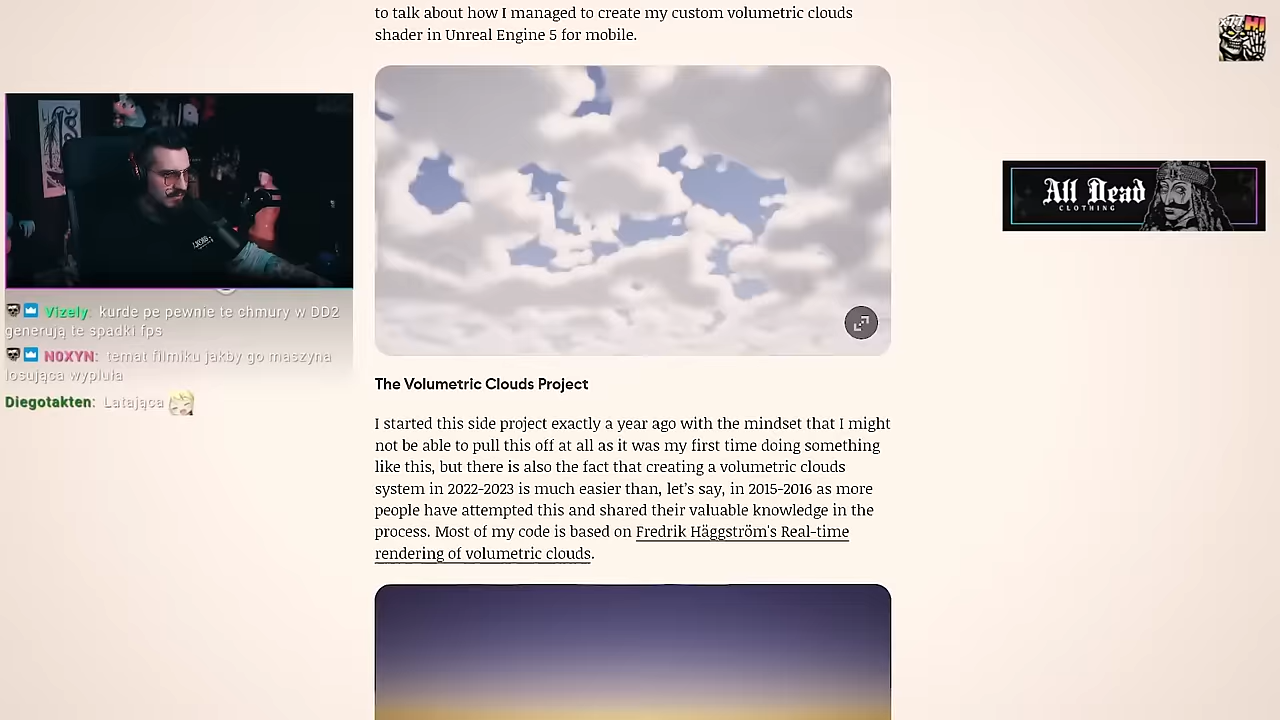 to talk about how I managed to create my custom volumetric clouds
shader in Unreal Engine 5 for mobile.
HI
All Dead
CLOTHING
Vizely: kurde pe pewnie te chmury w DD2
generują te spadki fps
N0XYN: temat filmiku jakby go maszyna
losująca wypluła
Diegotakten: Latająca
The Volumetric Clouds Project
I started this side project exactly a year ago with the mindset that I might
not be able to pull this off at all as it was my first time doing something
like this, but there is also the fact that creating a volumetric clouds
system in 2022-2023 is much easier than, let’s say, in 2015-2016 as more
people have attempted this and shared their valuable knowledge in the
process. Most of my code is based on Fredrik Häggström's Real-time
rendering of volumetric clouds.